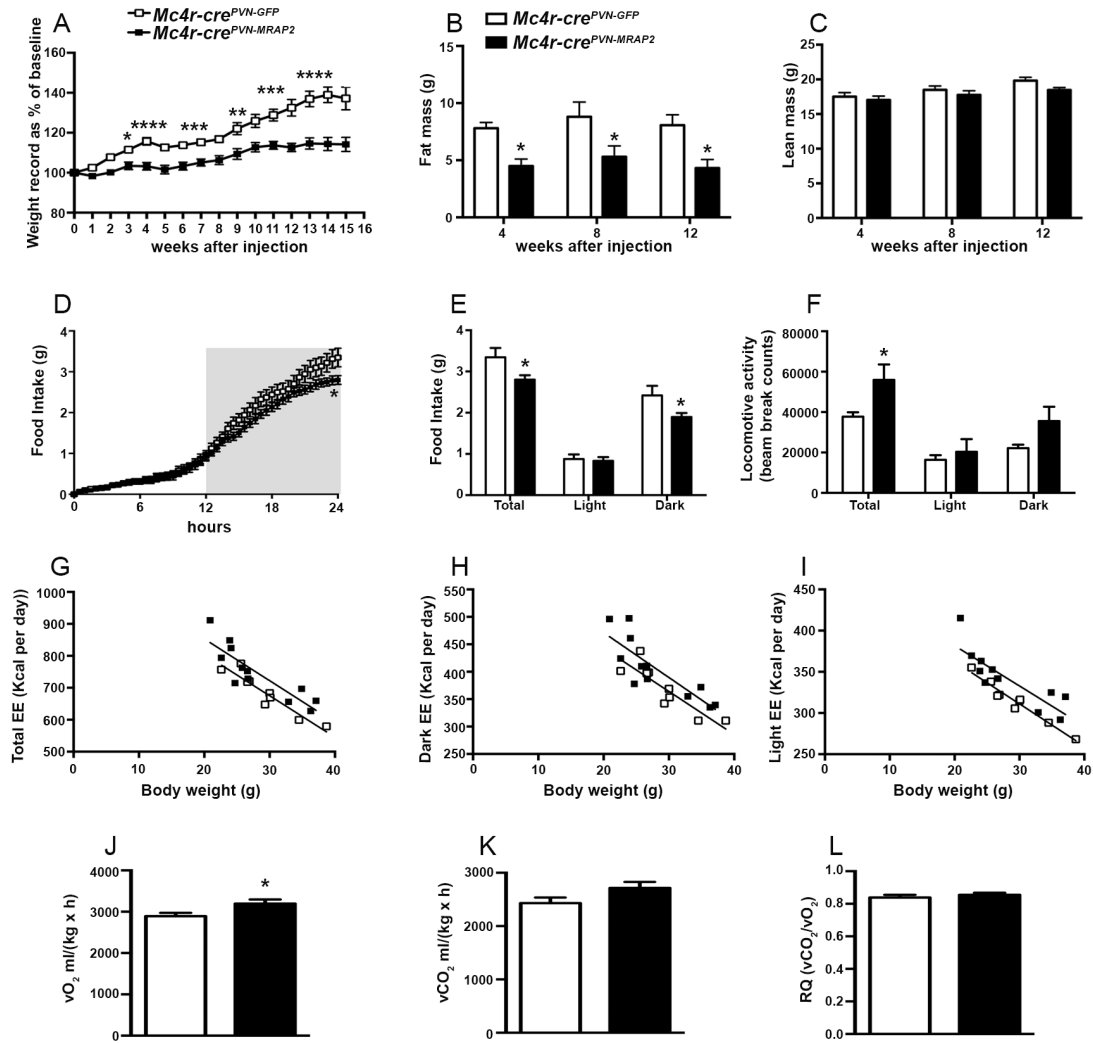 A
Mc4r-cre^PVN-GFP
Mc4r-cre^PVN-MRAP2
Weight record as % of baseline
160
140
120
100
80
* **** *** ** *** ****
0 1 2 3 4 5 6 7 8 9 10 11 12 13 14 15 16
weeks after injection
B
Mc4r-cre^PVN-GFP
Mc4r-cre^PVN-MRAP2
Fat mass (g)
15
10
5
0
* * *
4 8 12
weeks after injection
C
Lean mass (g)
25
20
15
10
5
0
4 8 12
weeks after injection
D
Food Intake (g)
4
3
2
1
0
*
0 6 12 18 24
hours
E
Food Intake (g)
4
3
2
1
0
* *
Total Light Dark
F
Locomotive activity
(beam break counts)
80000
60000
40000
20000
0
*
Total Light Dark
G
Total EE (Kcal per day))
1000
900
800
700
600
500
0 10 20 30 40
Body weight (g)
H
Dark EE (Kcal per day)
550
500
450
400
350
300
250
0 10 20 30 40
Body weight (g)
I
Light EE (Kcal per day)
450
400
350
300
250
0 10 20 30 40
Body weight (g)
J
vO₂ ml/(kg x h)
4000
3000
2000
1000
0
*
K
vCO₂ ml/(kg x h)
3000
2000
1000
0
L
RQ (vCO₂/vO₂)
1.0
0.8
0.6
0.4
0.2
0.0